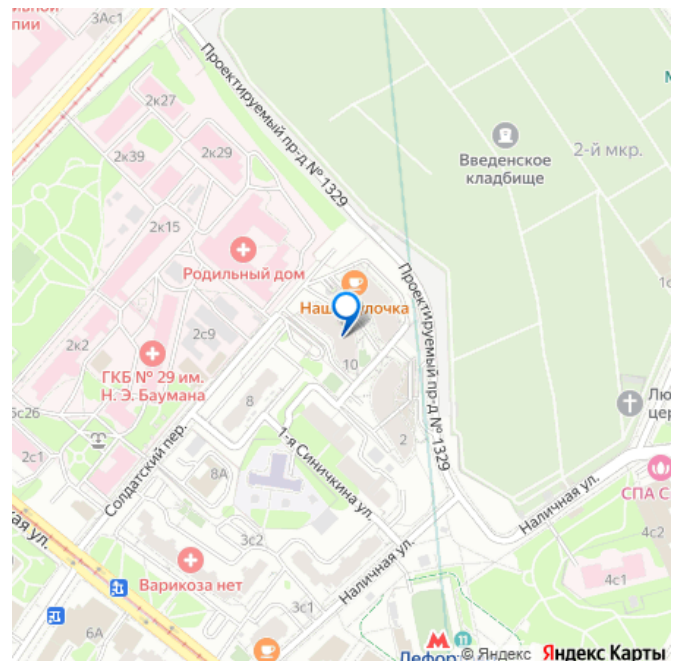 3Ас1
2к27
2к39
2к29
Проектируемый пр-д № 1329
Введенское
кладбище
2-й мкр.
2к15
Родильный дом
Проектируемый пр-д № 1329
2с9
2к2
10
ГКБ № 29 им.
Н. Э. Баумана
8
2
2с1
8А
Солдатский пер.
1-я Синичкина ул.
Наличная ул.
3с2
4с2
4с1
Варикоза нет
Наличная ул.
3с1
6А
11
© Яндекс Яндекс Карты